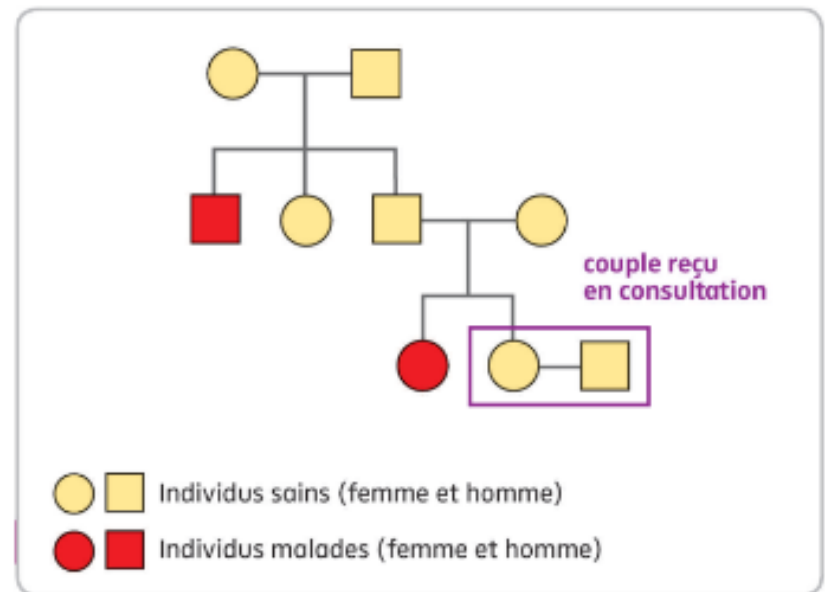 couple reçu
en consultation
Individus sains (femme et homme)
Individus malades (femme et homme)